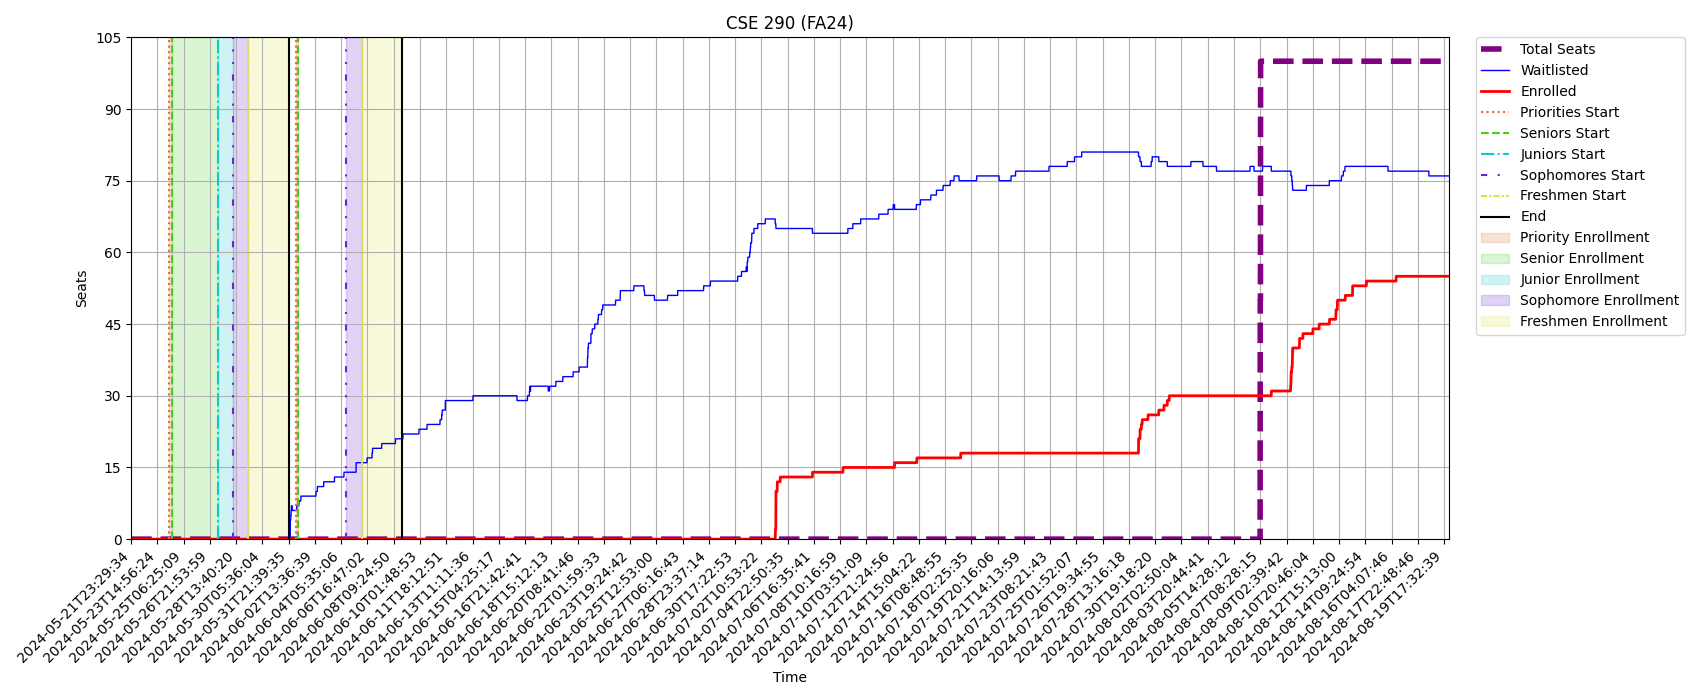 CSE 290 (FA24)
105
90
75
60
45
30
15
0
Seats
2024-05-21T23:29:34
2024-05-23T14:56:24
2024-05-25T06:25:09
2024-05-26T21:53:59
2024-05-28T13:40:20
2024-05-30T05:36:04
2024-05-31T21:39:35
2024-06-02T13:36:39
2024-06-04T05:35:06
2024-06-06T16:47:02
2024-06-08T09:24:50
2024-06-10T01:48:53
2024-06-11T18:12:51
2024-06-13T11:11:36
2024-06-15T04:25:17
2024-06-16T21:42:41
2024-06-18T15:12:13
2024-06-20T08:41:46
2024-06-22T01:59:33
2024-06-23T19:24:42
2024-06-25T12:53:00
2024-06-27T06:16:43
2024-06-28T23:37:14
2024-06-30T17:22:53
2024-07-02T10:53:22
2024-07-04T22:50:35
2024-07-06T16:35:41
2024-07-08T10:16:59
2024-07-10T03:51:09
2024-07-12T21:24:56
2024-07-14T15:04:22
2024-07-16T08:48:55
2024-07-18T02:25:35
2024-07-19T20:16:06
2024-07-21T14:13:59
2024-07-23T08:21:43
2024-07-25T01:52:07
2024-07-26T19:34:55
2024-07-28T13:16:18
2024-07-30T19:18:20
2024-08-02T02:50:04
2024-08-03T20:44:41
2024-08-05T14:28:12
2024-08-07T08:28:15
2024-08-09T02:39:42
2024-08-10T20:46:04
2024-08-12T15:13:00
2024-08-14T09:24:54
2024-08-16T04:07:46
2024-08-17T22:48:46
2024-08-19T17:32:39
Time
Total Seats
Waitlisted
Enrolled
Priorities Start
Seniors Start
Juniors Start
Sophomores Start
Freshmen Start
End
Priority Enrollment
Senior Enrollment
Junior Enrollment
Sophomore Enrollment
Freshmen Enrollment